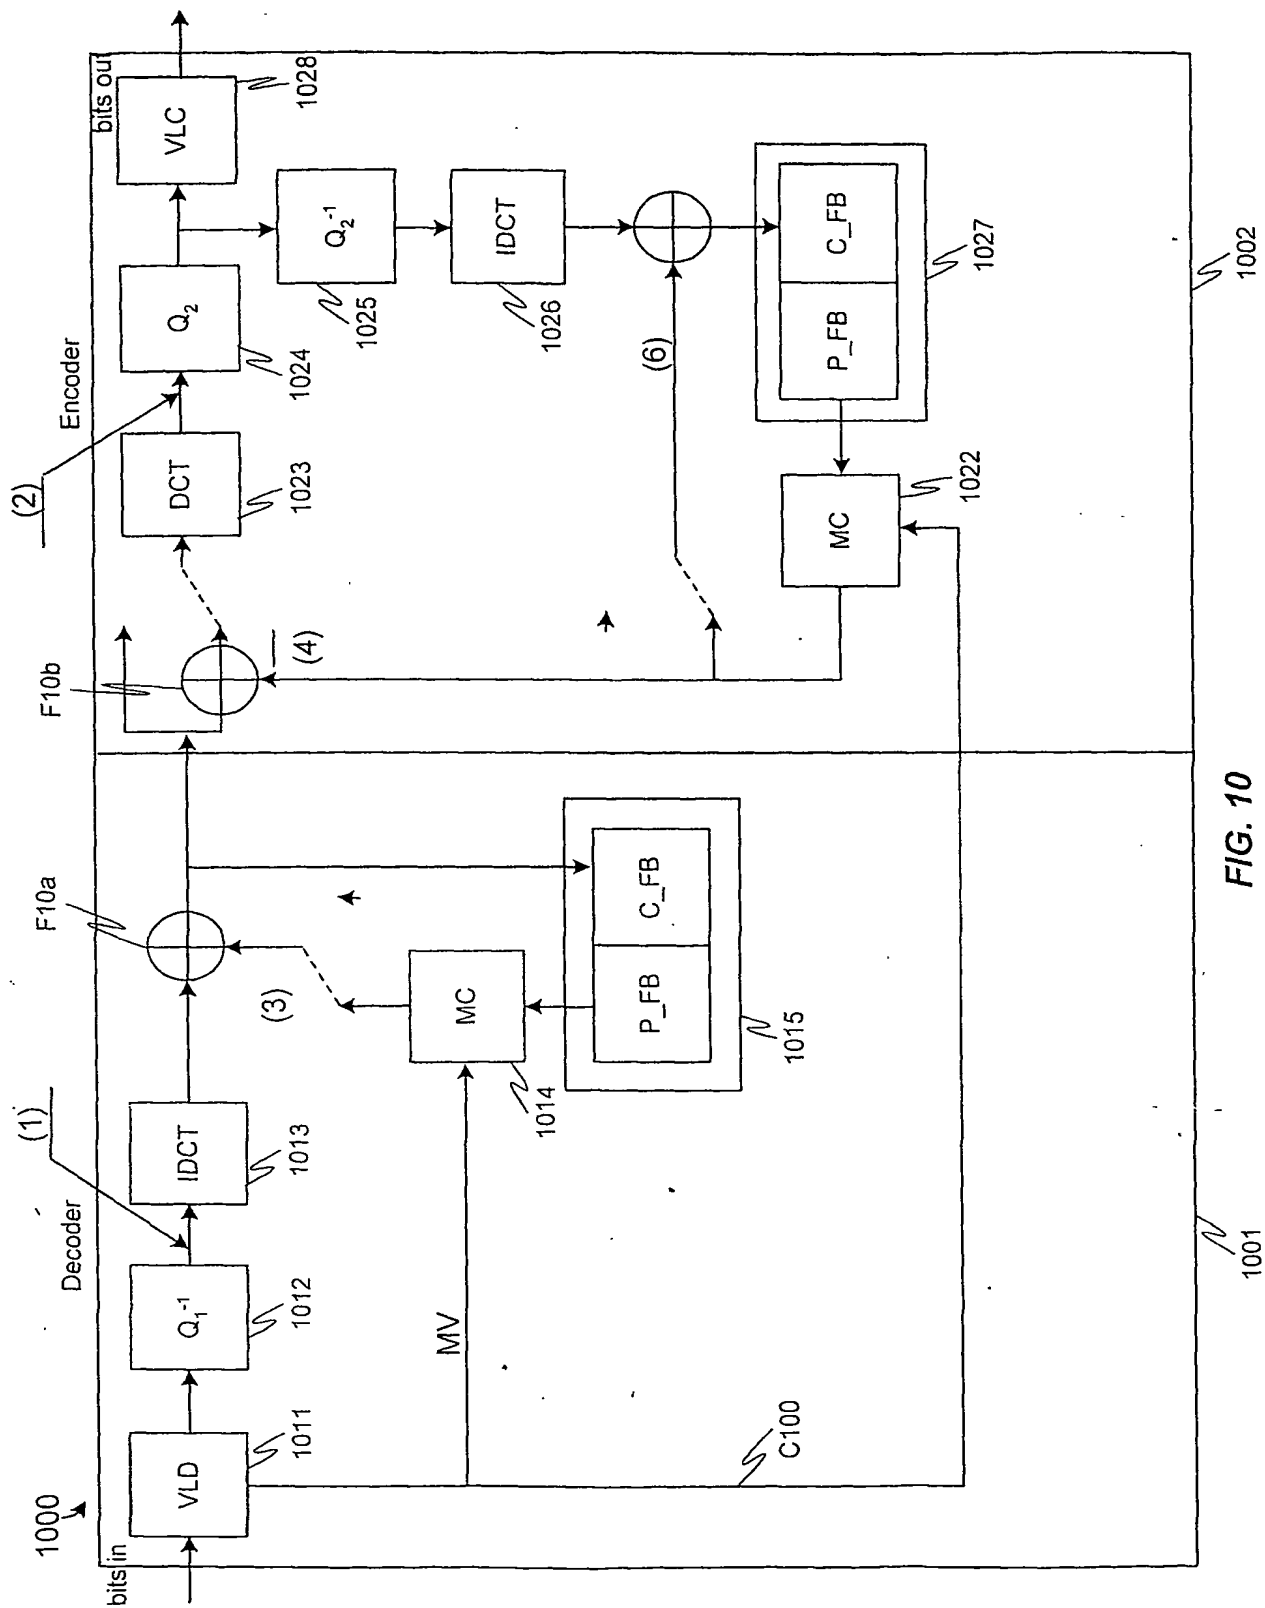 1000
bits in
Decoder
VLD
1011
Q₁⁻¹
1012
(1)
IDCT
1013
F10a
(3)
MV
MC
1014
P_FB
C_FB
1015
C100
1001
Encoder
bits out
F10b
(4)
DCT
1023
(2)
Q₂
1024
VLC
1028
Q₂⁻¹
1025
IDCT
1026
(6)
MC
1022
P_FB
C_FB
1027
1002
FIG. 10